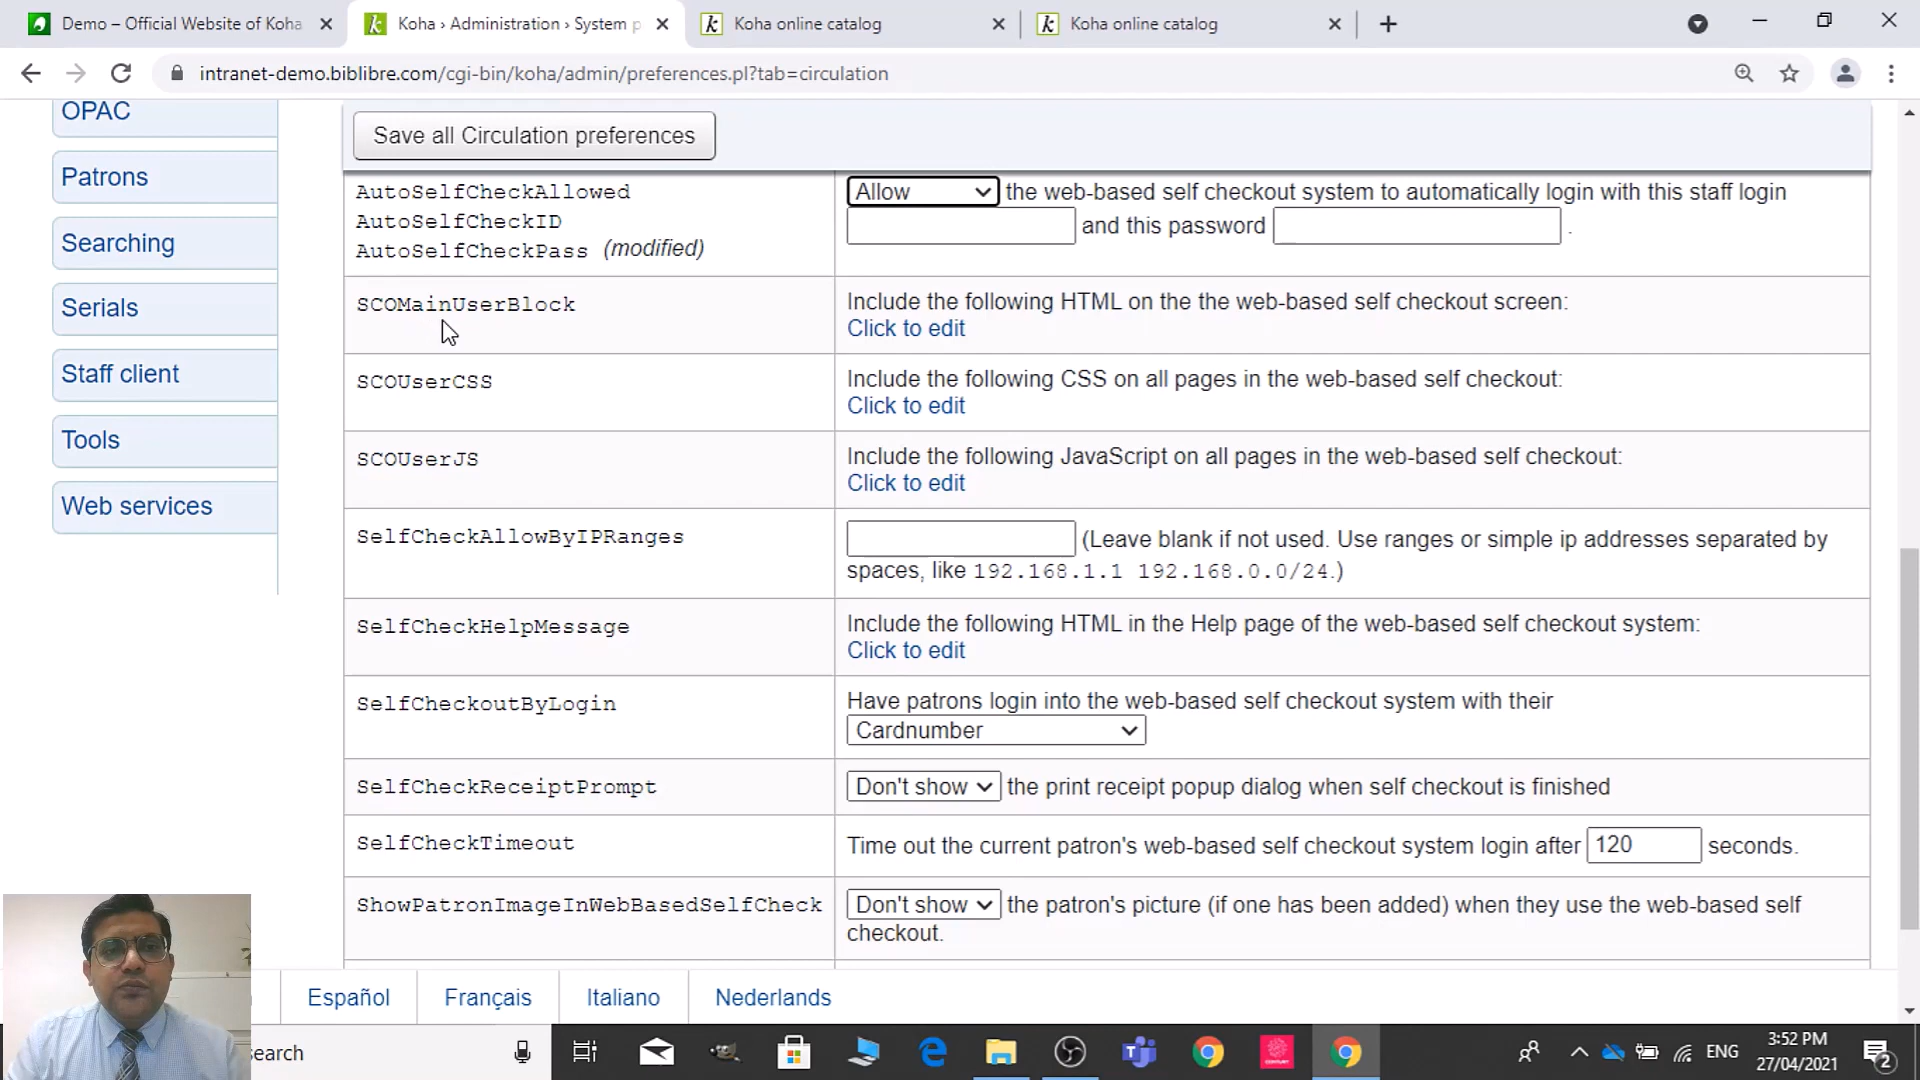 Demo – Official Website of Koha
Koha › Administration › System p
Koha online catalog
Koha online catalog
intranet-demo.biblibre.com/cgi-bin/koha/admin/preferences.pl?tab=circulation
OPAC
Patrons
Searching
Serials
Staff client
Tools
Web services
Save all Circulation preferences
AutoSelfCheckAllowed
AutoSelfCheckID
AutoSelfCheckPass (modified)
Allow the web-based self checkout system to automatically login with this staff login
and this password .
SCOMainUserBlock
Include the following HTML on the the web-based self checkout screen:
Click to edit
SCOUserCSS
Include the following CSS on all pages in the web-based self checkout:
Click to edit
SCOUserJS
Include the following JavaScript on all pages in the web-based self checkout:
Click to edit
SelfCheckAllowByIPRanges
(Leave blank if not used. Use ranges or simple ip addresses separated by
spaces, like 192.168.1.1 192.168.0.0/24.)
SelfCheckHelpMessage
Include the following HTML in the Help page of the web-based self checkout system:
Click to edit
SelfCheckoutByLogin
Have patrons login into the web-based self checkout system with their
Cardnumber
SelfCheckReceiptPrompt
Don't show the print receipt popup dialog when self checkout is finished
SelfCheckTimeout
Time out the current patron's web-based self checkout system login after 120 seconds.
ShowPatronImageInWebBasedSelfCheck
Don't show the patron's picture (if one has been added) when they use the web-based self
checkout.
Español
Français
Italiano
Nederlands
earch
ENG
3:52 PM
27/04/2021
2